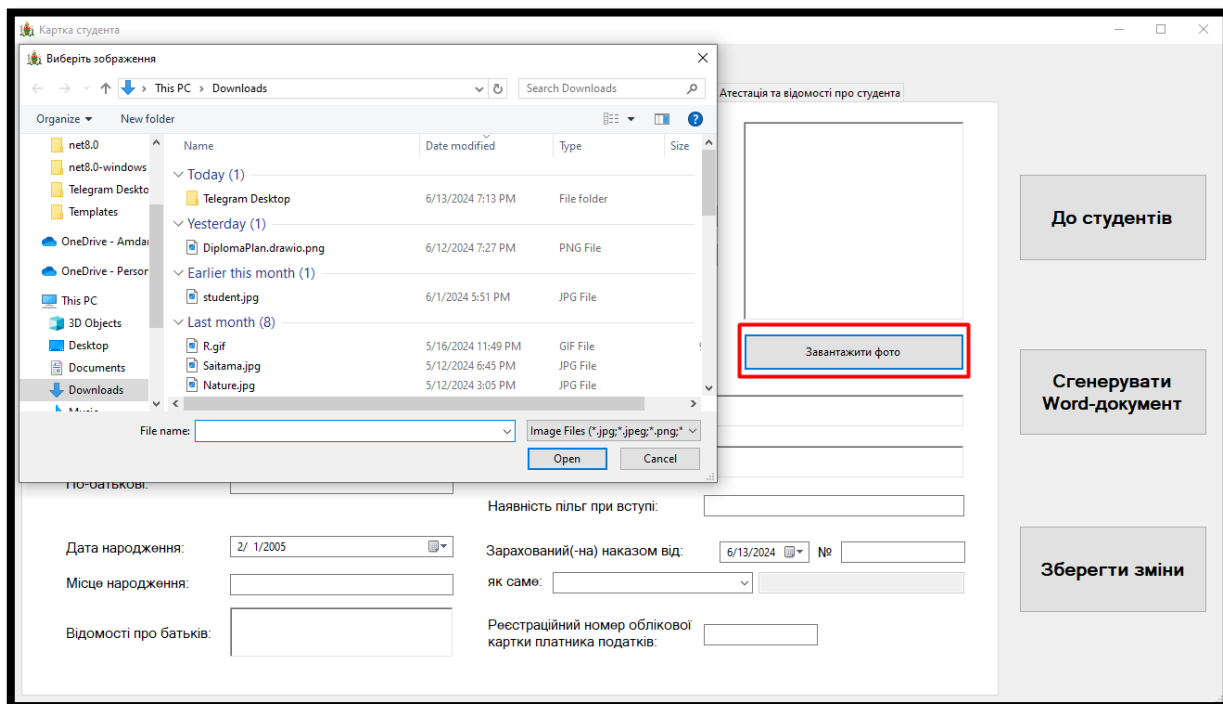 Картка студента
Виберіть зображення
This PC › Downloads
Search Downloads
Атестація та відомості про студента
Organize
New folder
net8.0
net8.0-windows
Telegram Deskto
Templates
OneDrive - Amdar
OneDrive - Person
This PC
3D Objects
Desktop
Documents
Downloads
Name Date modified Type Size
Today (1)
Telegram Desktop 6/13/2024 7:13 PM File folder
Yesterday (1)
DiplomaPlan.drawio.png 6/12/2024 7:27 PM PNG File
Earlier this month (1)
student.jpg 6/1/2024 5:51 PM JPG File
Last month (8)
R.gif 5/16/2024 11:49 PM GIF File
Saitama.jpg 5/12/2024 6:45 PM JPG File
Nature.jpg 5/12/2024 3:05 PM JPG File
File name:
Image Files (*.jpg;*.jpeg;*.png;*
Open
Cancel
Завантажити фото
До студентів
Сгенерувати
Word-документ
Зберегти зміни
По-батькові:
Дата народження: 2/ 1/2005
Місце народження:
Відомості про батьків:
Наявність пільг при вступі:
Зарахований(-на) наказом від: 6/13/2024 №
як саме:
Реєстраційний номер облікової
картки платника податків: